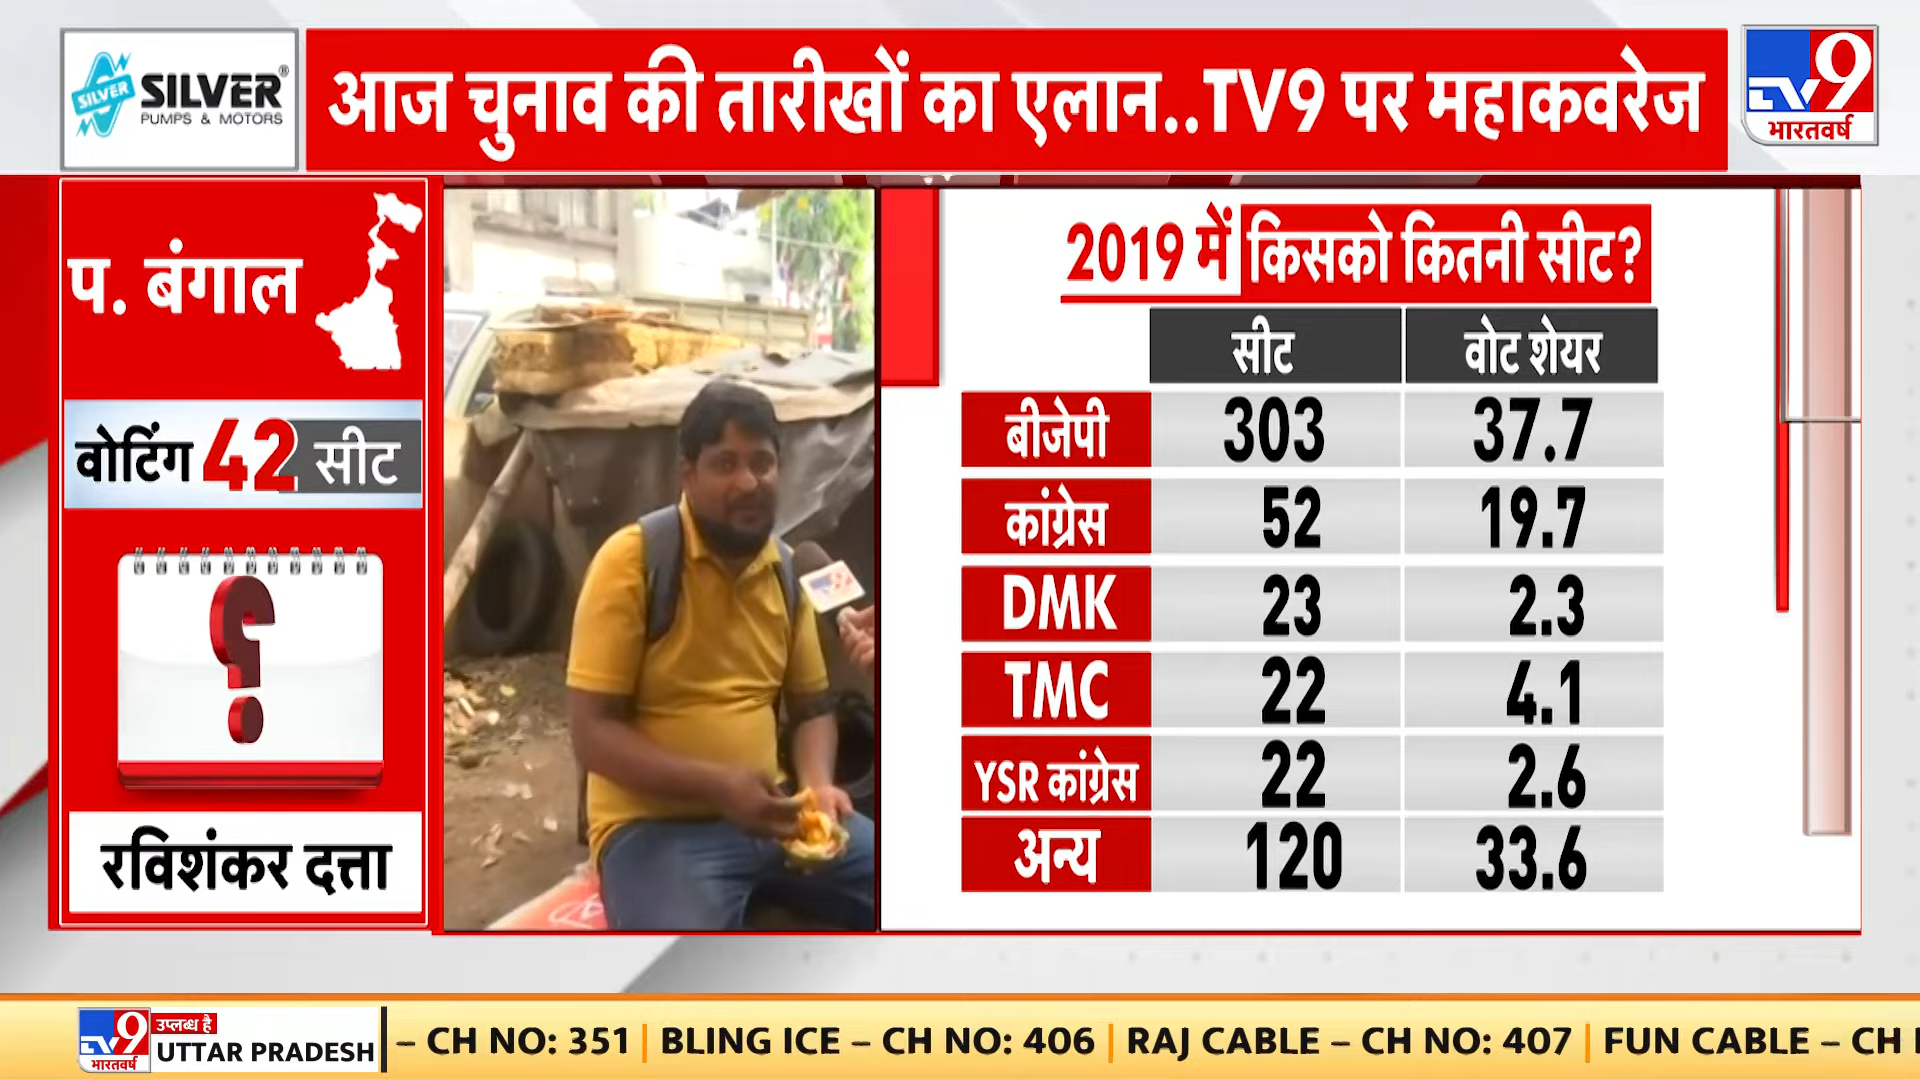 SILVER®
PUMPS & MOTORS
SILVER
आज चुनाव की तारीखों का एलान..TV9 पर महाकवरेज
TV9
भारतवर्ष
प. बंगाल
वोटिंग 42 सीट
?
रविशंकर दत्ता
9
2019 में किसको कितनी सीट?
सीट वोट शेयर
बीजेपी 303 37.7
कांग्रेस 52 19.7
DMK 23 2.3
TMC 22 4.1
YSR कांग्रेस 22 2.6
अन्य 120 33.6
TV9
भारतवर्ष
उप्लब्ध है
UTTAR PRADESH
– CH NO: 351 | BLING ICE – CH NO: 406 | RAJ CABLE – CH NO: 407 | FUN CABLE – CH